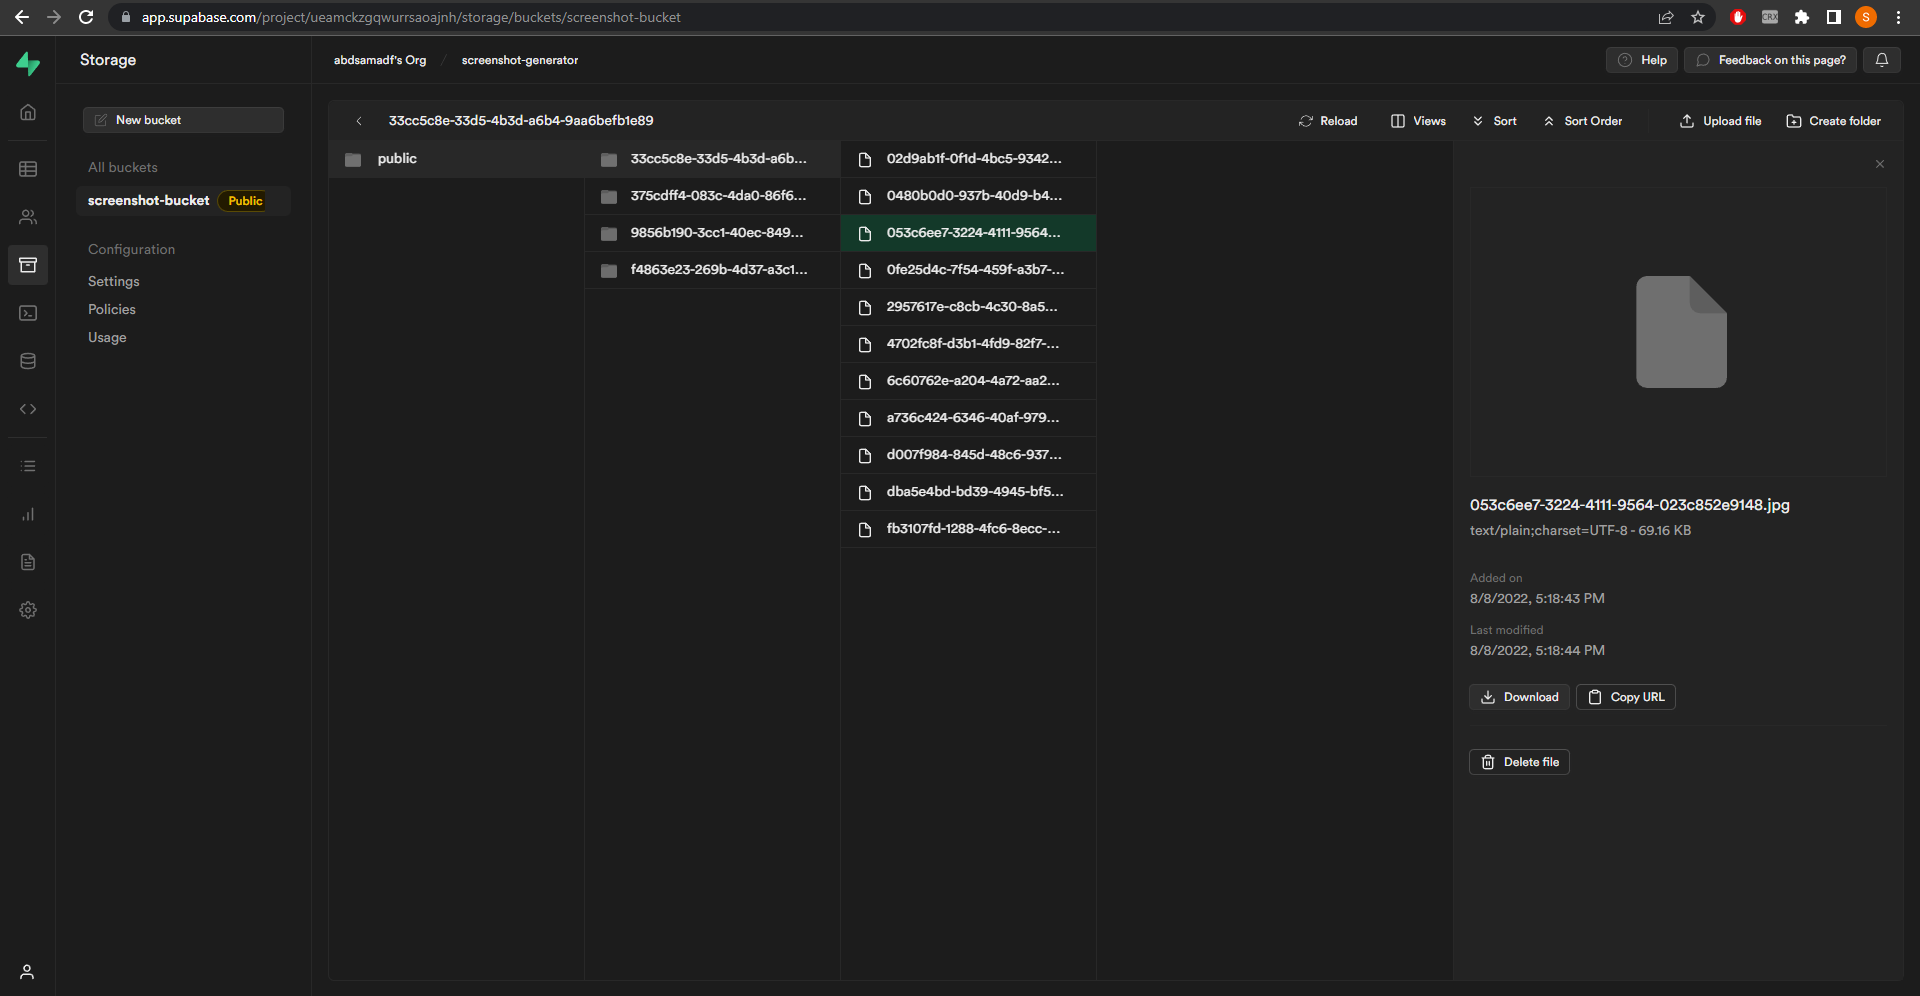 app.supabase.com/project/ueamckzgqwurrsaoajnh/storage/buckets/screenshot-bucket
CRX
S
Storage
abdsamadf's Org / screenshot-generator
Help
Feedback on this page?
New bucket
33cc5c8e-33d5-4b3d-a6b4-9aa6befb1e89
Reload
Views
Sort
Sort Order
Upload file
Create folder
All buckets
screenshot-bucket Public
Configuration
Settings
Policies
Usage
public
33cc5c8e-33d5-4b3d-a6b...
375cdff4-083c-4da0-86f6...
9856b190-3cc1-40ec-849...
f4863e23-269b-4d37-a3c1...
02d9ab1f-0f1d-4bc5-9342...
0480b0d0-937b-40d9-b4...
053c6ee7-3224-4111-9564...
0fe25d4c-7f54-459f-a3b7-...
2957617e-c8cb-4c30-8a5...
4702fc8f-d3b1-4fd9-82f7-...
6c60762e-a204-4a72-aa2...
a736c424-6346-40af-979...
d007f984-845d-48c6-937...
dba5e4bd-bd39-4945-bf5...
fb3107fd-1288-4fc6-8ecc-...
053c6ee7-3224-4111-9564-023c852e9148.jpg
text/plain;charset=UTF-8 - 69.16 KB
Added on
8/8/2022, 5:18:43 PM
Last modified
8/8/2022, 5:18:44 PM
Download
Copy URL
Delete file